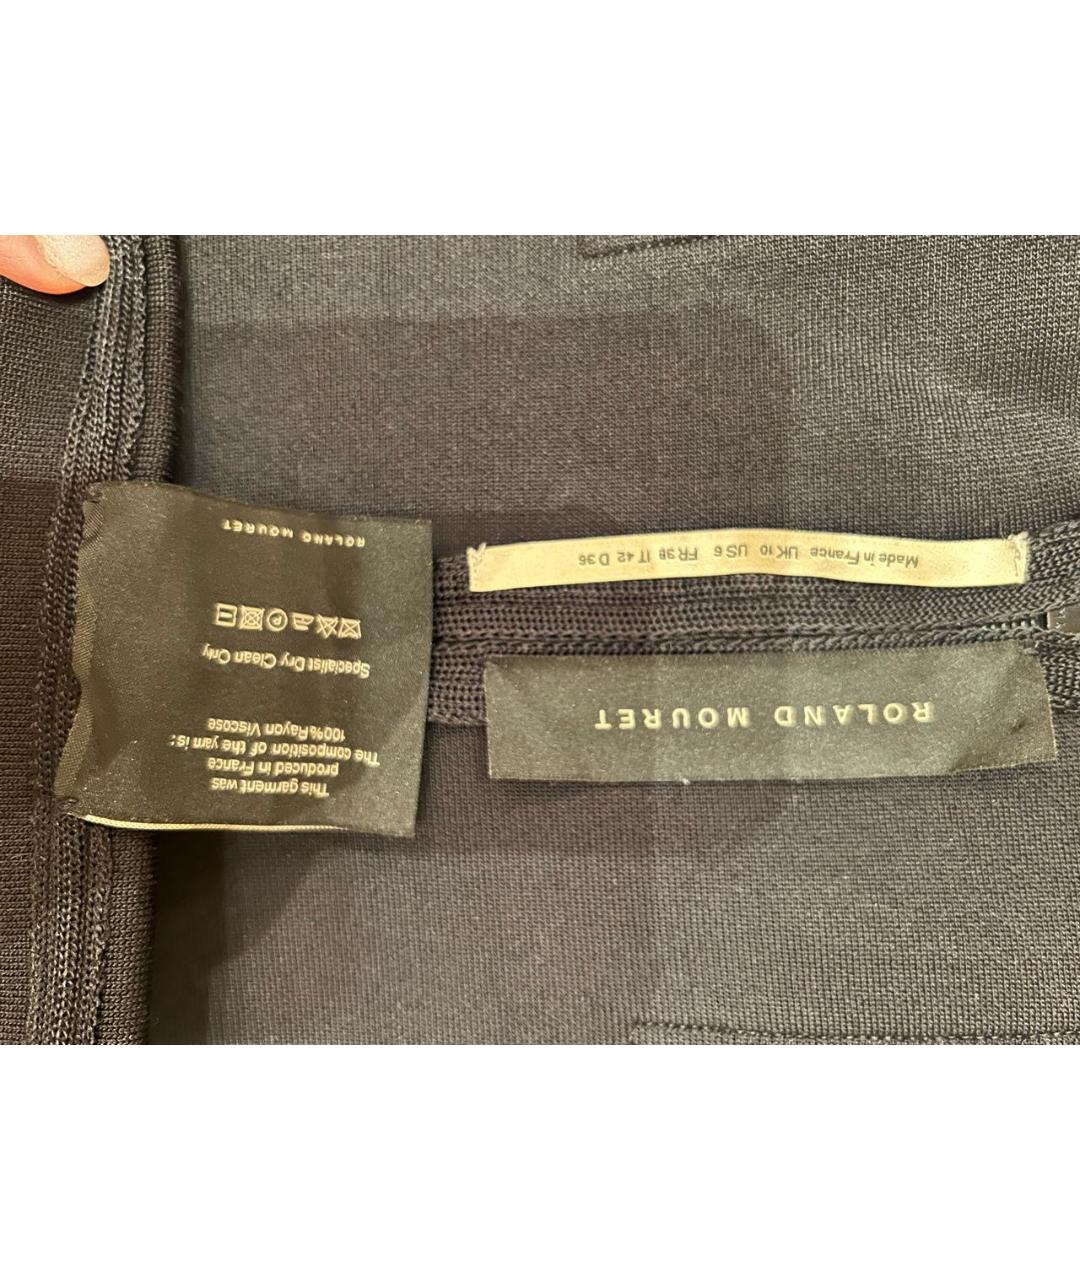 ROLAND MOURET
Made in France UK 10 US 6 FR 38 IT 42 D 36
This garment was
produced in France
The composition of the yarn is:
100%Rayon Viscose
Specialist Dry Clean Only
P
ROLAND MOURET